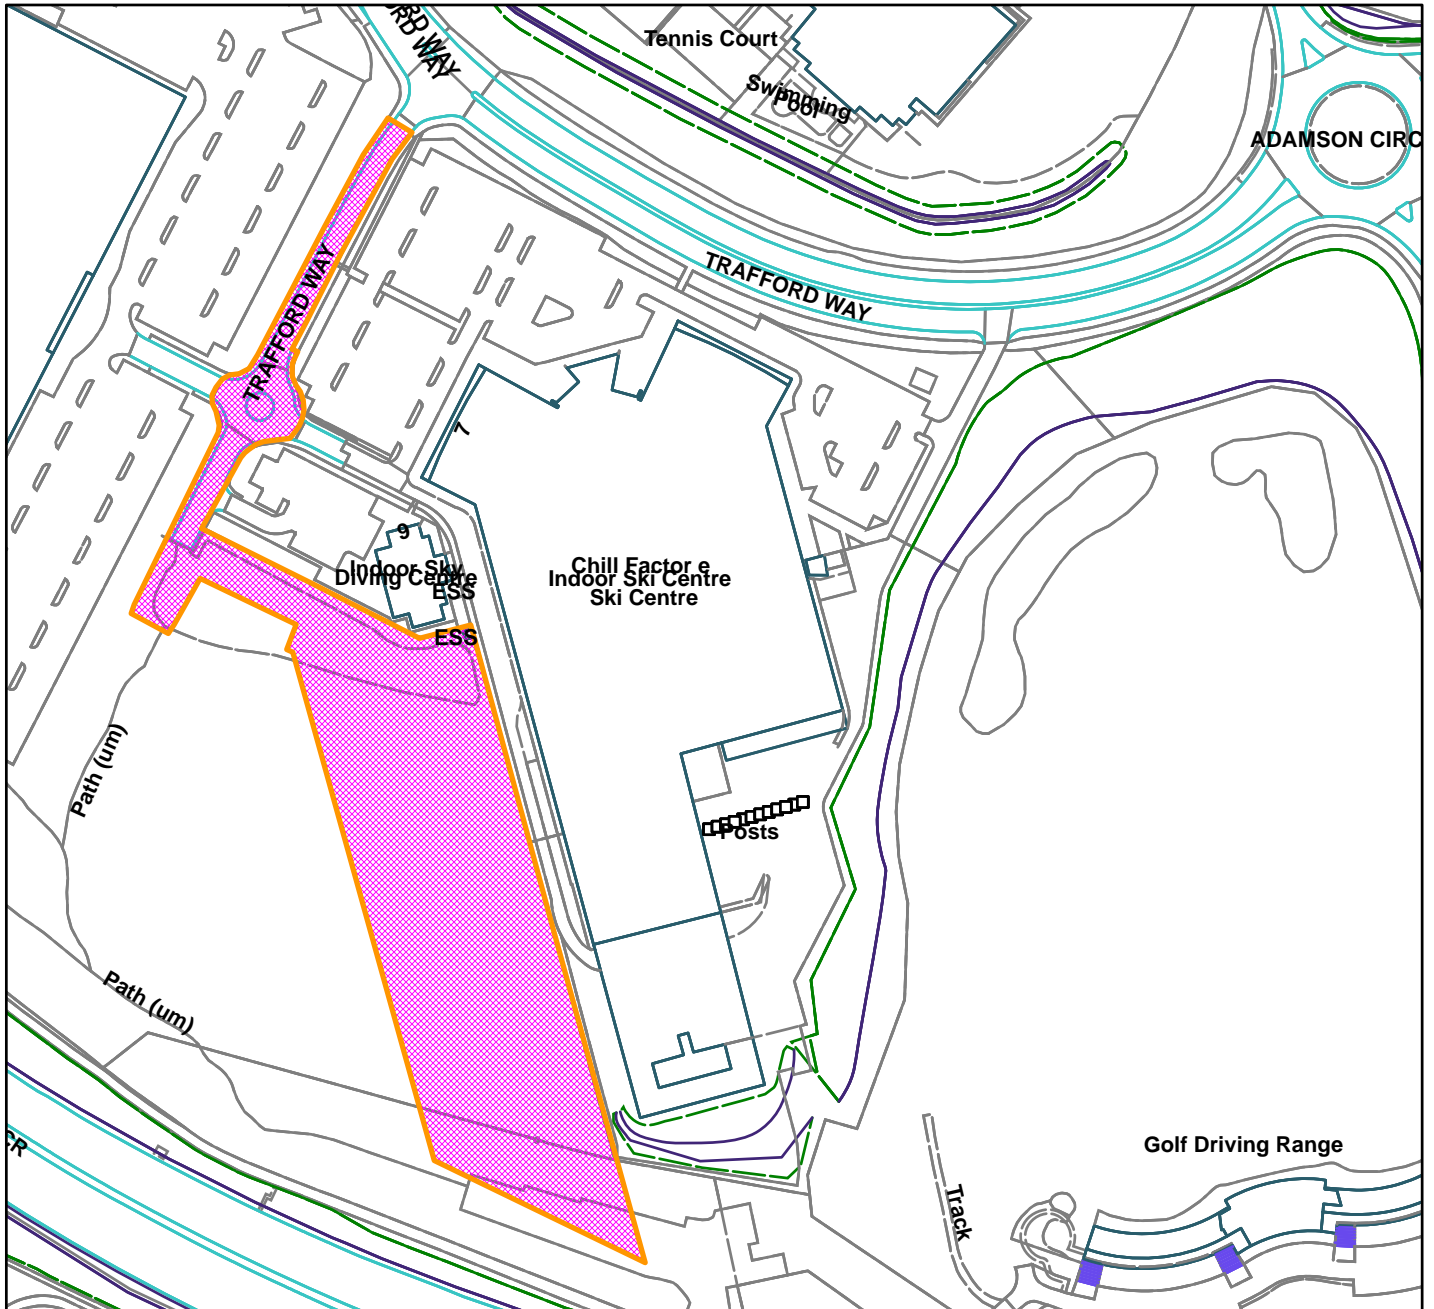 TRAFFORD WAY
Tennis Court
Swimming
Pool
ADAMSON CIRC
TRAFFORD WAY
TRAFFORD WAY
7
9
Indoor Sky
Diving Centre
ESS
ESS
Chill Factor e
Indoor Ski Centre
Ski Centre
Path (um)
Posts
Path (um)
CR
Golf Driving Range
Track